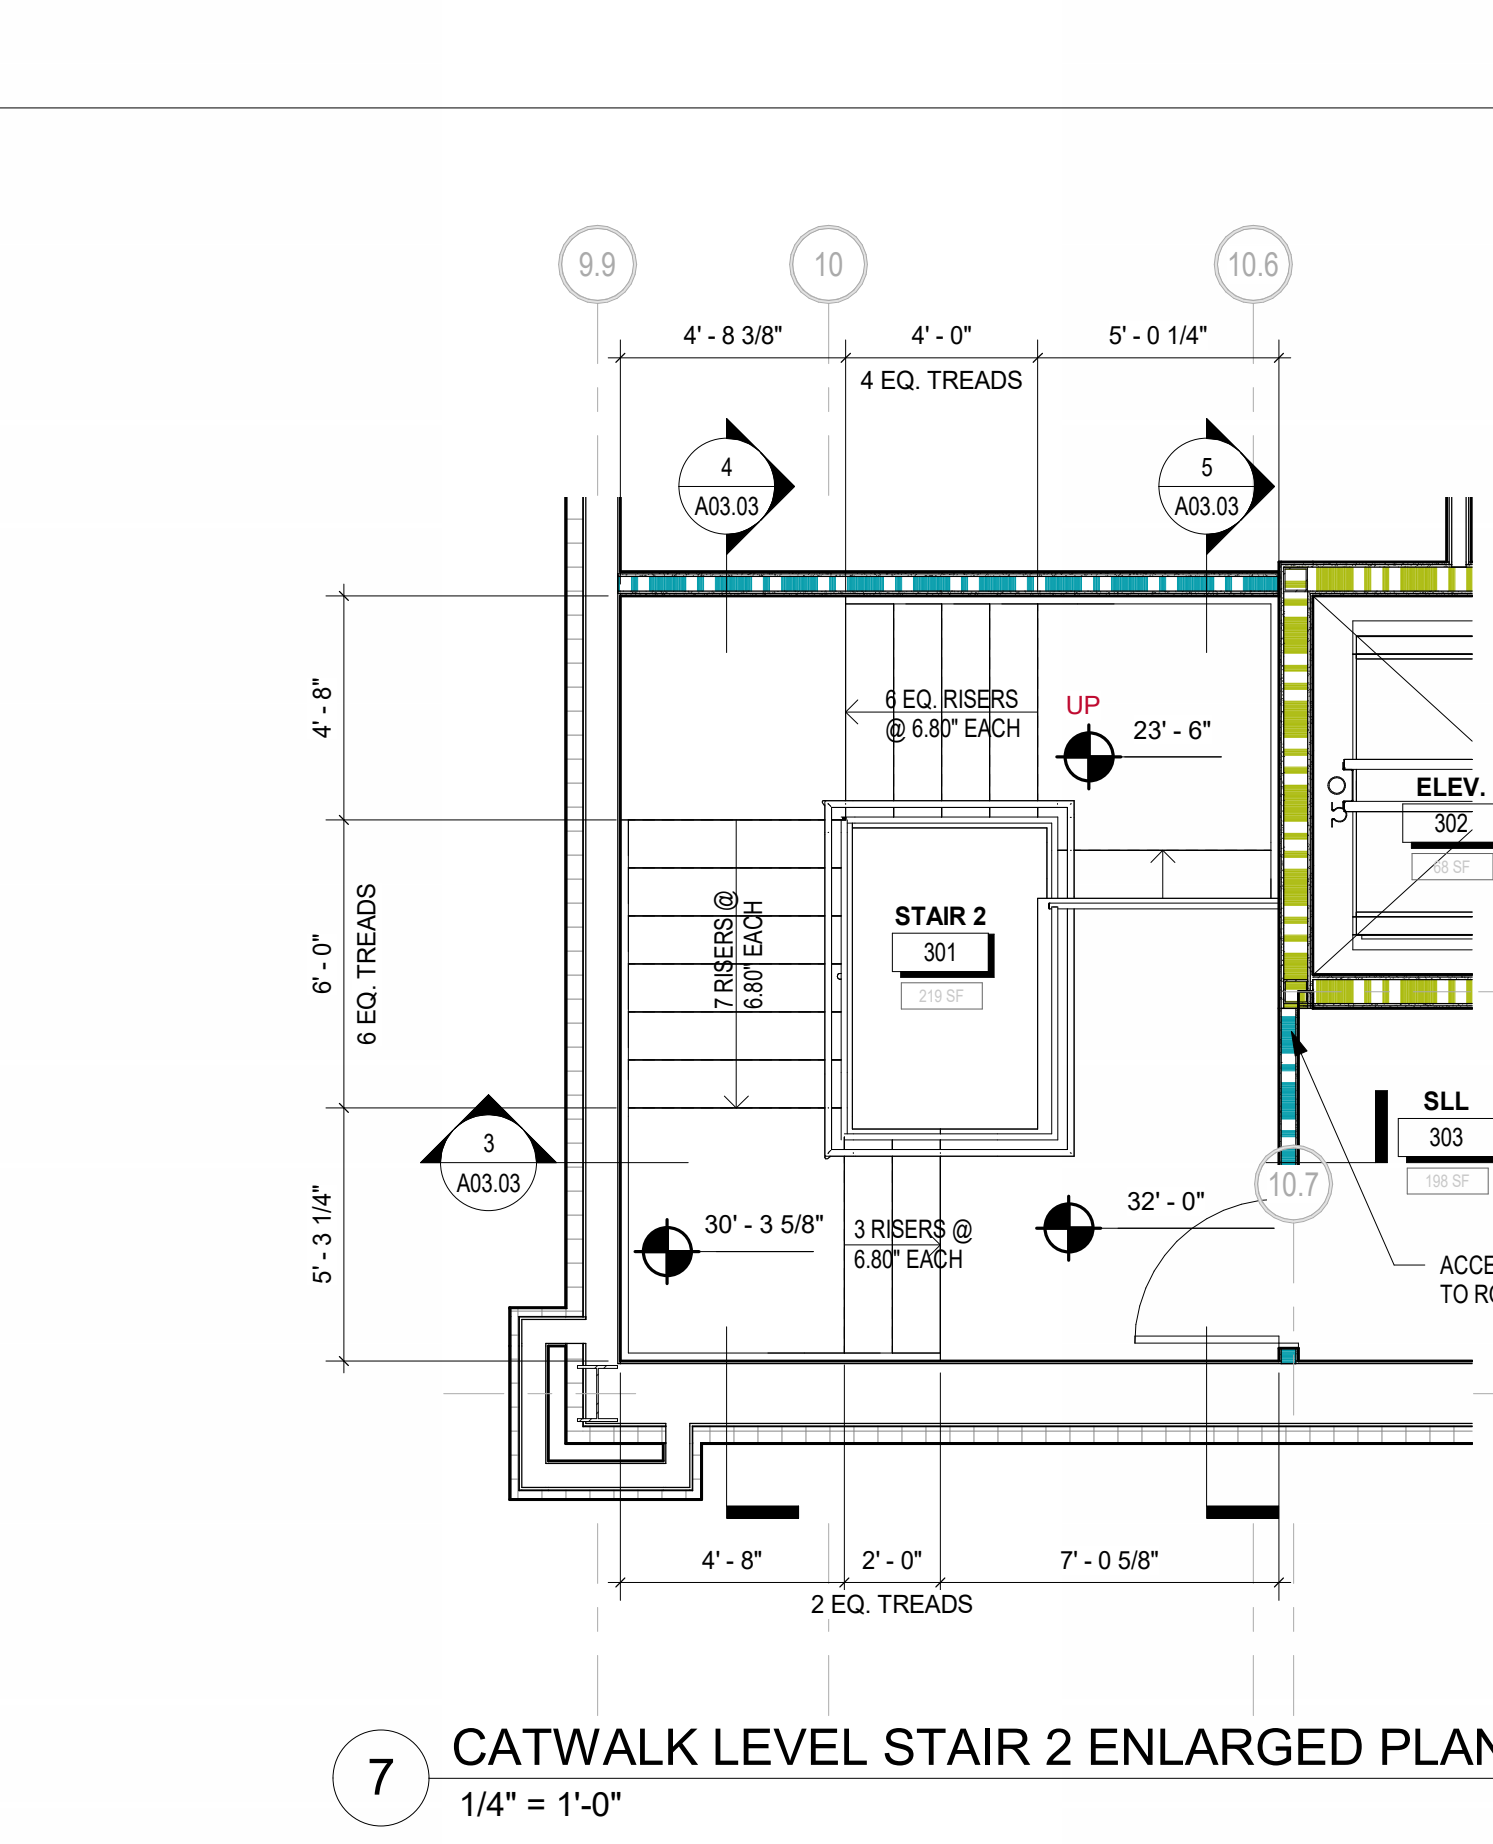 9.9
10
10.6
4' - 8 3/8"
4' - 0"
5' - 0 1/4"
4 EQ. TREADS
4
A03.03
5
A03.03
4' - 8"
6 EQ. RISERS
@ 6.80" EACH
UP
23' - 6"
ELEV.
302
68 SF
6' - 0"
6 EQ. TREADS
7 RISERS @
6.80" EACH
STAIR 2
301
219 SF
SLL
303
198 SF
3
A03.03
10.7
5' - 3 1/4"
30' - 3 5/8"
3 RISERS @
6.80" EACH
32' - 0"
ACCE
TO RO
4' - 8"
2' - 0"
7' - 0 5/8"
2 EQ. TREADS
7
CATWALK LEVEL STAIR 2 ENLARGED PLAN
1/4" = 1'-0"